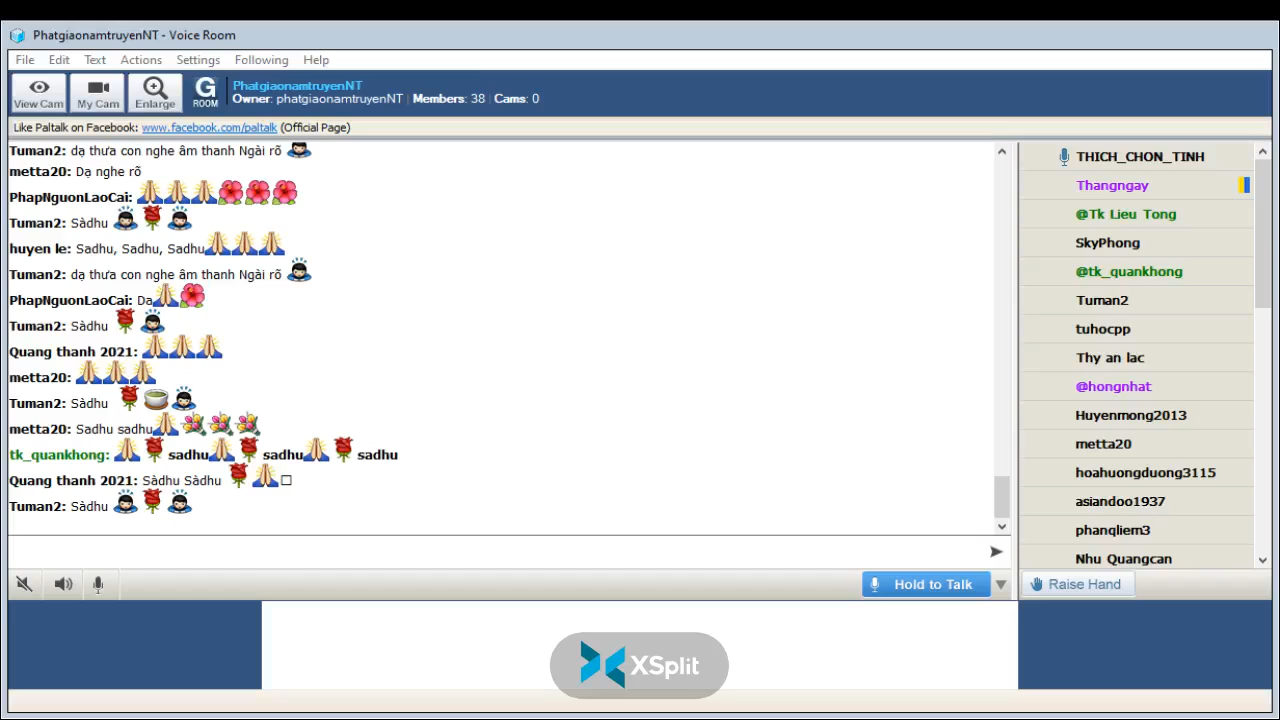 PhatgiaonamtruyenNT - Voice Room
File Edit Text Actions Settings Following Help
View Cam My Cam Enlarge G ROOM
PhatgiaonamtruyenNT
Owner: phatgiaonamtruyenNT Members: 38 Cams: 0
Like Paltalk on Facebook: www.facebook.com/paltalk (Official Page)
Tuman2: dạ thưa con nghe âm thanh Ngài rõ
metta20: Dạ nghe rõ
PhapNguonLaoCai:
Tuman2: Sàdhu
huyen le: Sadhu, Sadhu, Sadhu
Tuman2: dạ thưa con nghe âm thanh Ngài rõ
PhapNguonLaoCai: Da
Tuman2: Sàdhu
Quang thanh 2021:
metta20:
Tuman2: Sàdhu
metta20: Sadhu sadhu
tk_quankhong: sadhu sadhu sadhu
Quang thanh 2021: Sàdhu Sàdhu
Tuman2: Sàdhu
THICH_CHON_TINH
Thangngay
@Tk Lieu Tong
SkyPhong
@tk_quankhong
Tuman2
tuhocpp
Thy an lac
@hongnhat
Huyenmong2013
metta20
hoahuongduong3115
asiandoo1937
phanqliem3
Nhu Quangcan
Hold to Talk
Raise Hand
XSplit